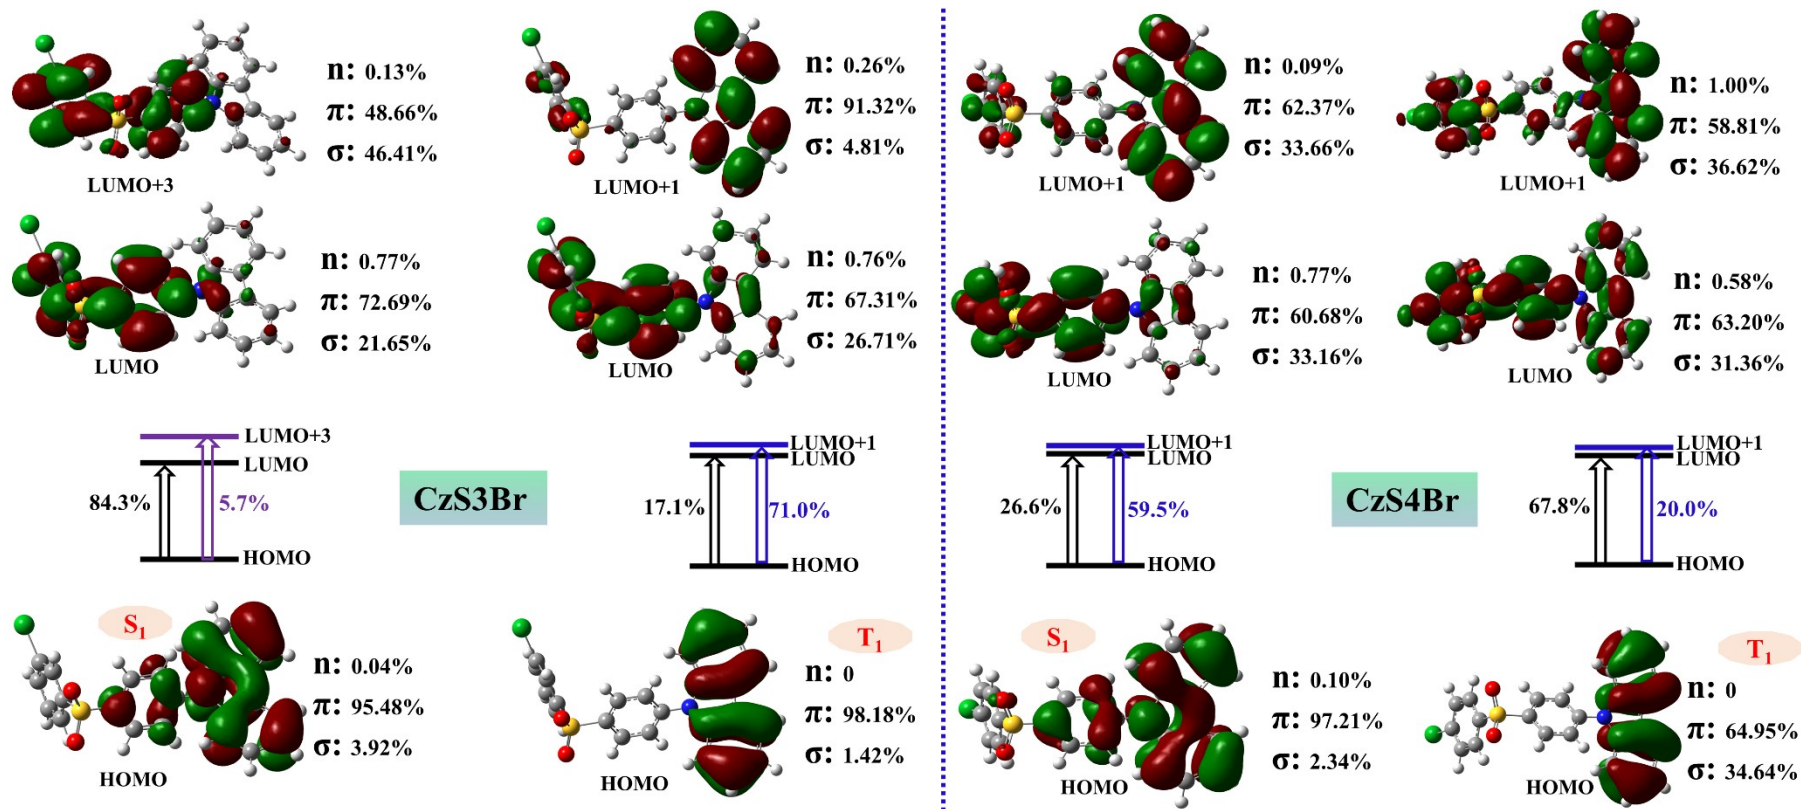 n: 0.13%
π: 48.66%
σ: 46.41%
LUMO+3
n: 0.26%
π: 91.32%
σ: 4.81%
LUMO+1
n: 0.09%
π: 62.37%
σ: 33.66%
LUMO+1
n: 1.00%
π: 58.81%
σ: 36.62%
LUMO+1
n: 0.77%
π: 72.69%
σ: 21.65%
LUMO
n: 0.76%
π: 67.31%
σ: 26.71%
LUMO
n: 0.77%
π: 60.68%
σ: 33.16%
LUMO
n: 0.58%
π: 63.20%
σ: 31.36%
LUMO
LUMO+3
LUMO
84.3%
5.7%
HOMO
CzS3Br
LUMO+1
LUMO
17.1%
71.0%
HOMO
LUMO+1
LUMO
26.6%
59.5%
HOMO
CzS4Br
LUMO+1
LUMO
67.8%
20.0%
HOMO
S1
n: 0.04%
π: 95.48%
σ: 3.92%
HOMO
T1
n: 0
π: 98.18%
σ: 1.42%
HOMO
S1
n: 0.10%
π: 97.21%
σ: 2.34%
HOMO
T1
n: 0
π: 64.95%
σ: 34.64%
HOMO